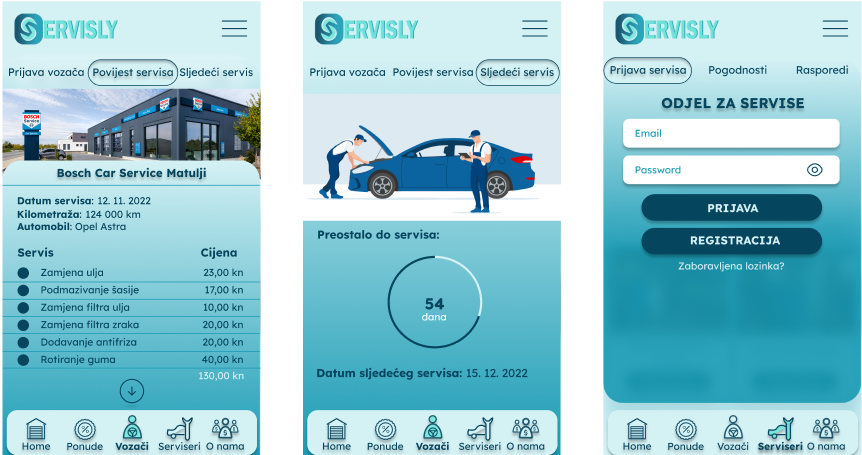 SERVISLY
Prijava vozača Povijest servisa Sljedeći servis
BOSCH
Service
Bosch Car Service Matulji
Datum servisa: 12. 11. 2022
Kilometraža: 124 000 km
Automobil: Opel Astra
Servis Cijena
Zamjena ulja 23,00 kn
Podmazivanje šasije 17,00 kn
Zamjena filtra ulja 10,00 kn
Zamjena filtra zraka 20,00 kn
Dodavanje antifriza 20,00 kn
Rotiranje guma 40,00 kn
130,00 kn
Home Ponude Vozači Serviseri O nama
SERVISLY
Prijava vozača Povijest servisa Sljedeći servis
Preostalo do servisa:
54
dana
Datum sljedećeg servisa: 15. 12. 2022
Home Ponude Vozači Serviseri O nama
SERVISLY
Prijava servisa Pogodnosti Rasporedi
ODJEL ZA SERVISE
Email
Password
PRIJAVA
REGISTRACIJA
Zaboravljena lozinka?
Home Ponude Vozači Serviseri O nama